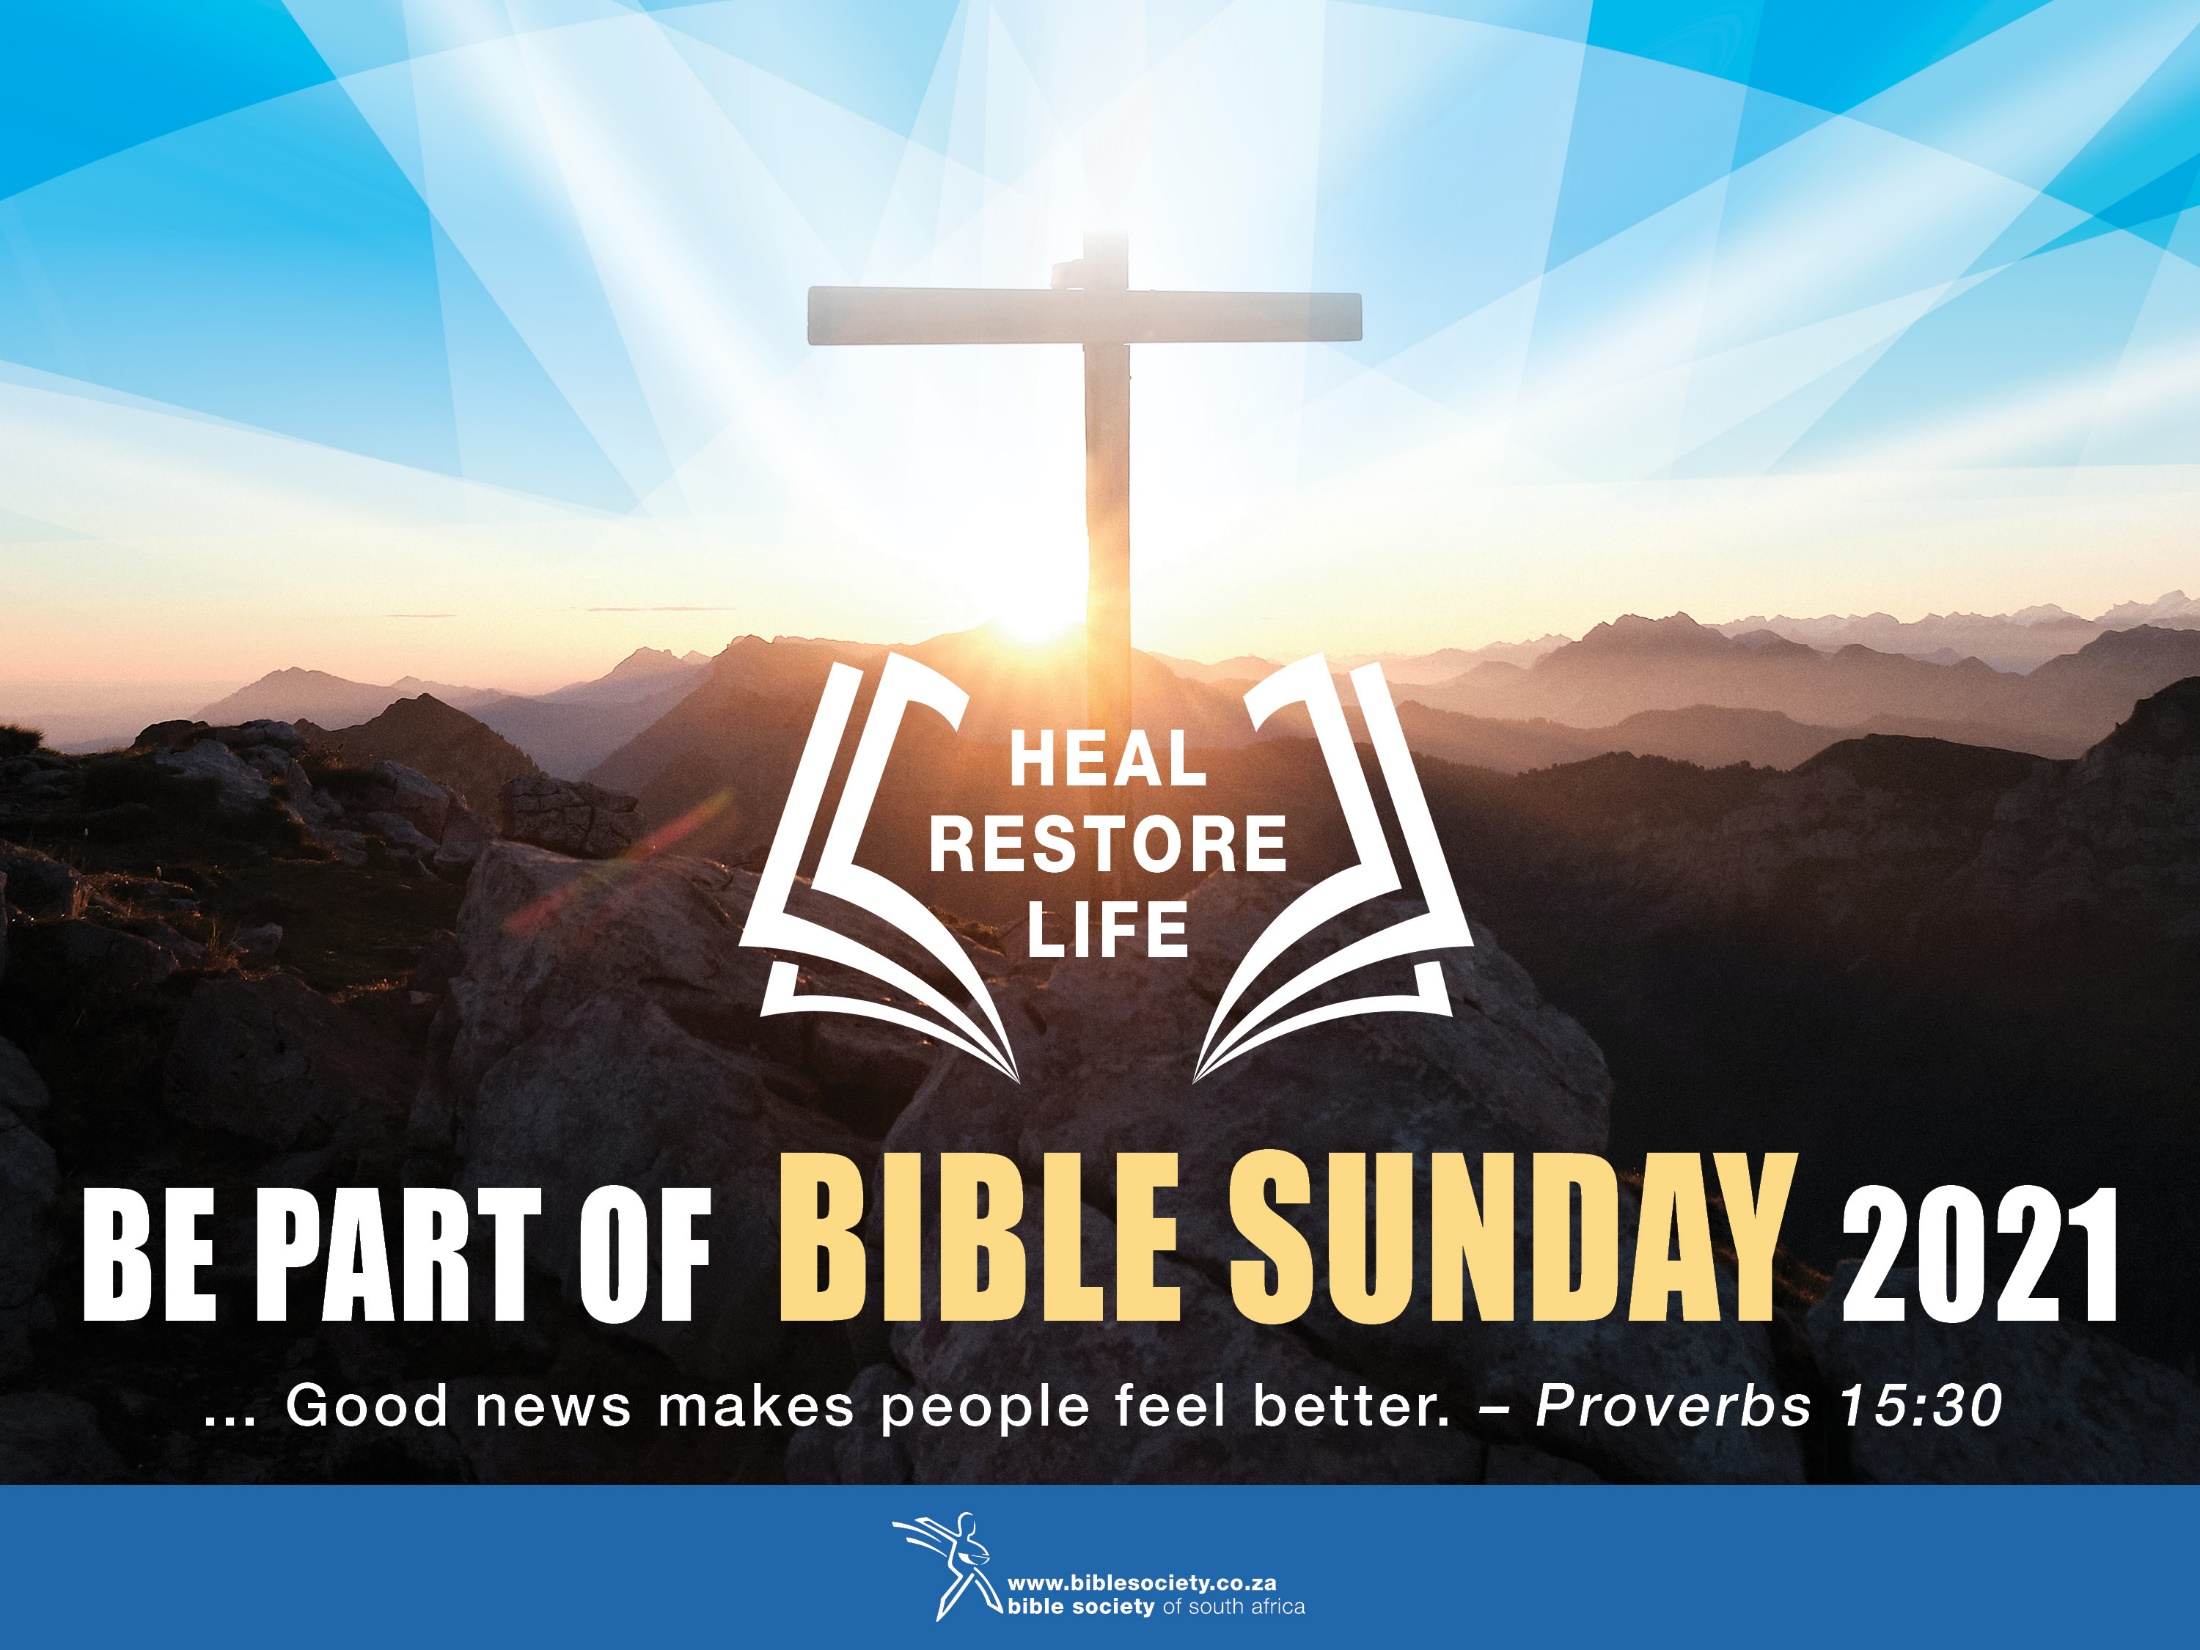 HEAL
RESTORE
LIFE
BE PART OF BIBLE SUNDAY 2021
... Good news makes people feel better. – Proverbs 15:30
www.biblesociety.co.za
bible society of south africa